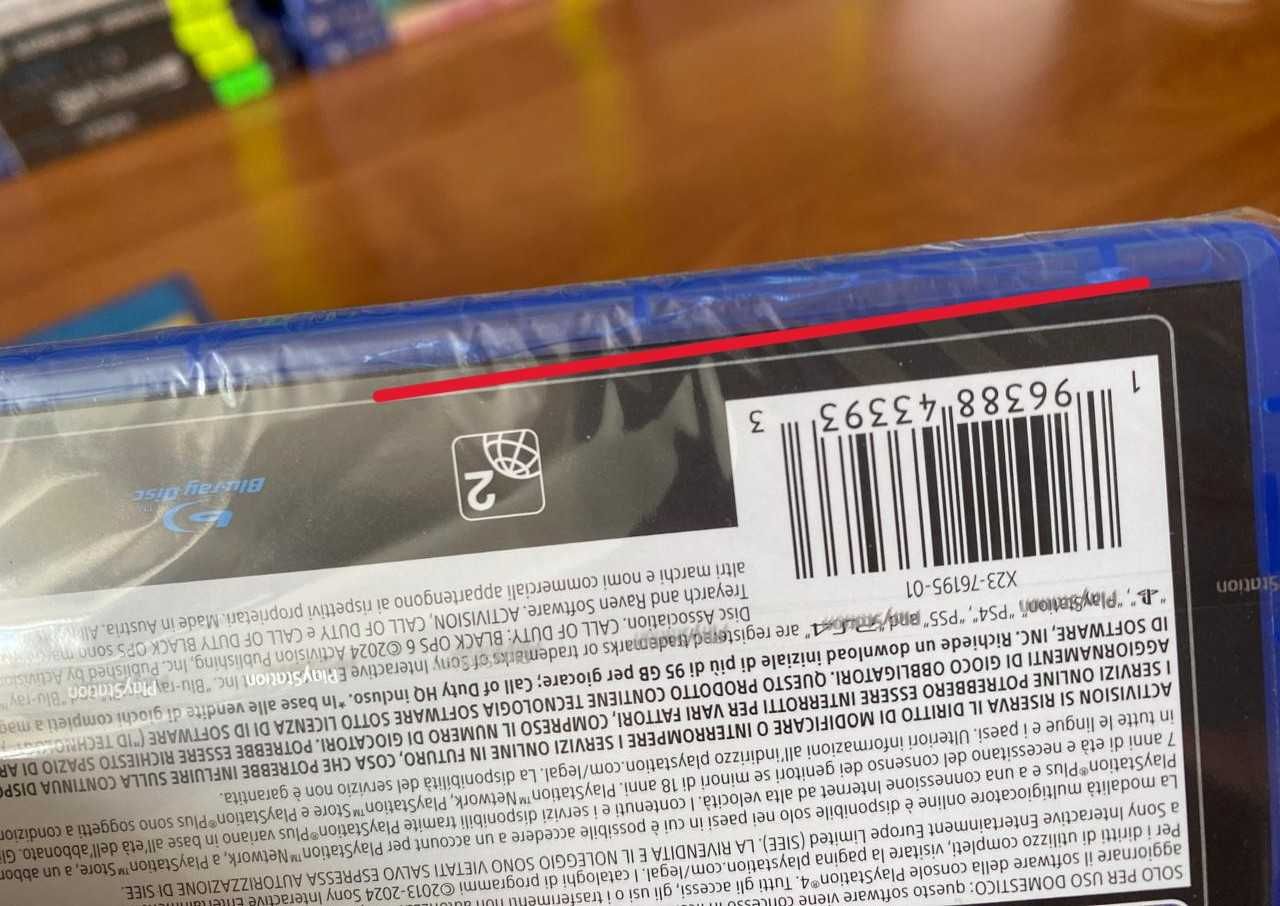 SOLO PER USO DOMESTICO: questo software viene concesso in
aggiornare il software della console PlayStation®4. Tutti gli accessi, gli usi o i trasferimenti non
Per i diritti di utilizzo completi, visitare la pagina playstation.com/legal. I cataloghi di programmi ©2013-2024 Sony Interactive
a Sony Interactive Entertainment Europe Limited (SIEE). LA RIVENDITA E IL NOLEGGIO SONO VIETATI SALVO ESPRESSA AUTORIZZAZIONE DI SIEE.
La modalità multigiocatore online è disponibile solo nei paesi in cui è possibile accedere a un account per PlayStation™Network, a PlayStation™Store, a un
PlayStation®Plus e a una connessione Internet ad alta velocità. I contenuti e i servizi disponibili tramite PlayStation®Plus variano in base all'età dell'abbonato.
7 anni di età e necessitano del consenso dei genitori se minori di 18 anni. PlayStation™Network, PlayStation™Store e PlayStation®Plus sono soggetti a
in tutte le lingue e i paesi. Ulteriori informazioni all'indirizzo playstation.com/legal. La disponibilità del servizio non è garantita.
ACTIVISION SI RISERVA IL DIRITTO DI MODIFICARE O INTERROMPERE I SERVIZI ONLINE IN FUTURO, COSA CHE POTREBBE INFLUIRE SULLA CONTINUA
I SERVIZI ONLINE POTREBBERO ESSERE INTERROTTI PER VARI FATTORI, COMPRESO IL NUMERO DI GIOCATORI. POTREBBE ESSERE RICHIESTO SPAZIO DI
AGGIORNAMENTI DI GIOCO OBBLIGATORI. QUESTO PRODOTTO CONTIENE TECNOLOGIA SOFTWARE SOTTO LICENZA DI ID SOFTWARE ("ID
ID SOFTWARE, INC. Richiede un download iniziale di più di 95 GB per giocare; Call of Duty HQ incluso. *In base alle vendite di giochi completi a
"PlayStation", "PS4", "PS5" and "PS4" are registered trademarks or trademarks of Sony Interactive Entertainment Inc. "Blu-ray" and "Blu-ray
Disc Association. CALL OF DUTY: BLACK OPS 6 ©2024 Activision Publishing, Inc. Published by
Treyarch and Raven Software. ACTIVISION, CALL OF DUTY e CALL OF DUTY BLACK OPS sono
altri marchi e nomi commerciali appartengono ai rispettivi proprietari. Made in Austria.
X23-76195-01
1 96388 43393 3
2
Blu-ray Disc